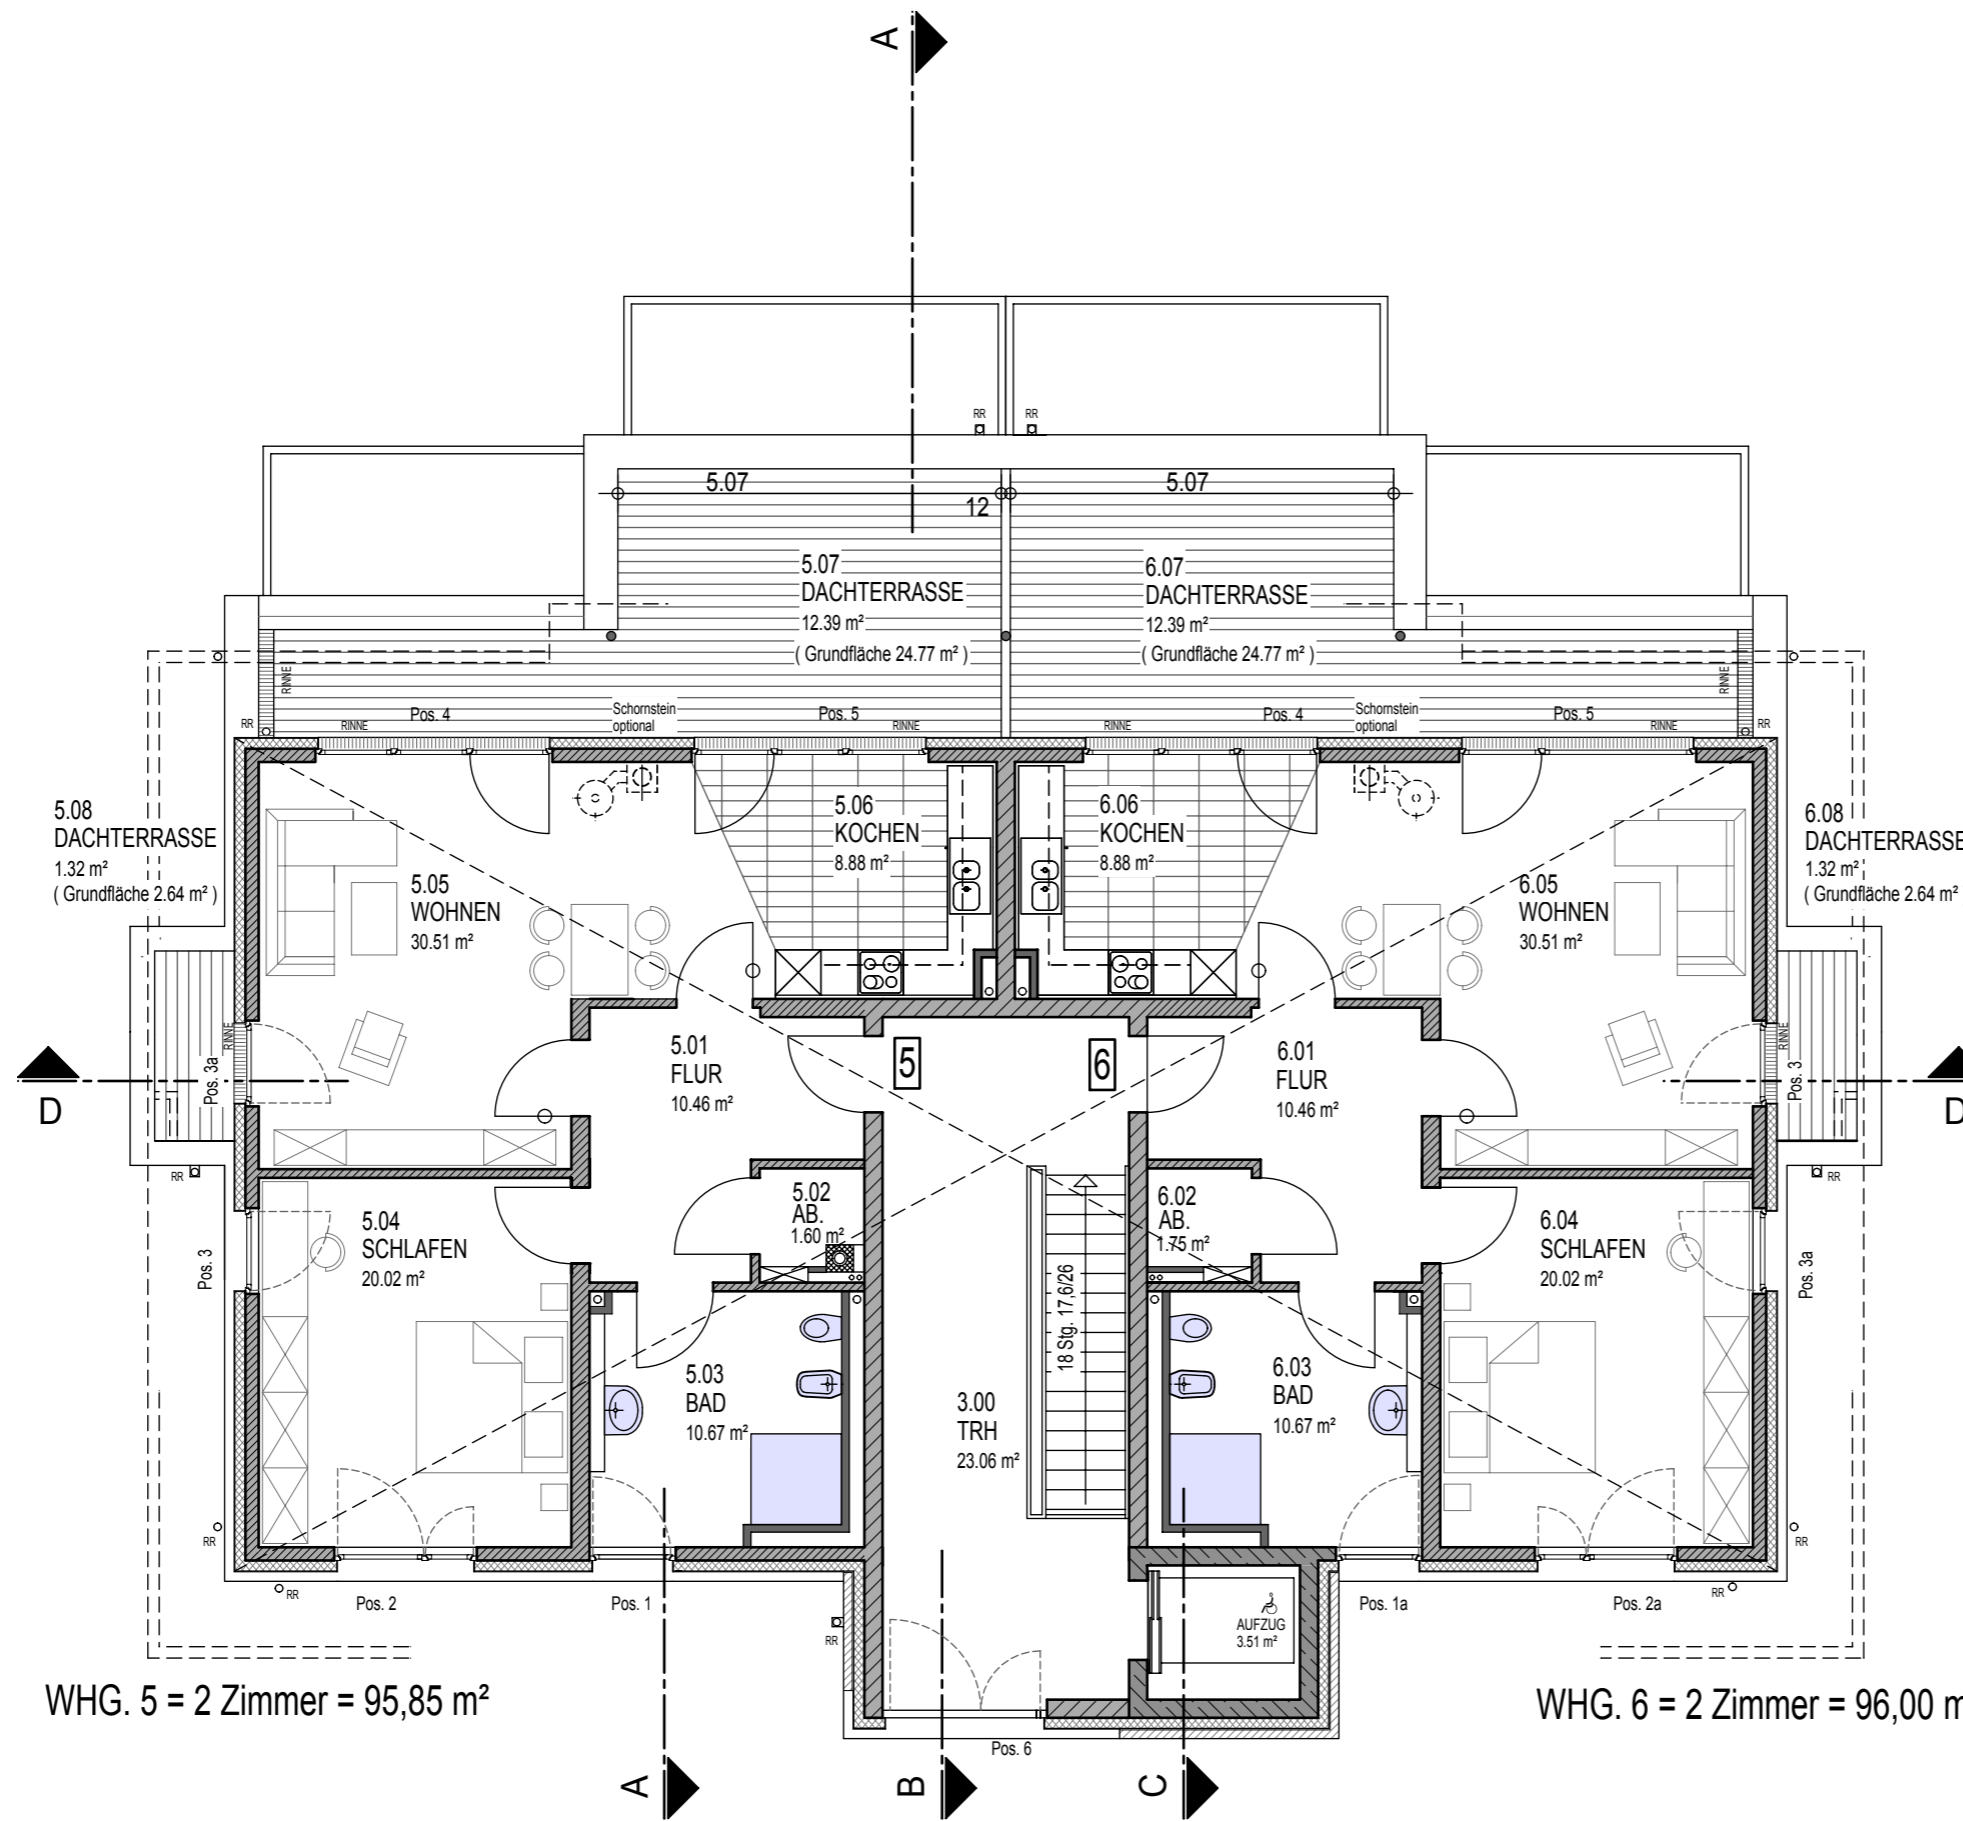 A
RR
RR
5.07
5.07
12
5.07
DACHTERRASSE
12.39 m²
( Grundfläche 24.77 m² )
6.07
DACHTERRASSE
12.39 m²
( Grundfläche 24.77 m² )
RINNE
RINNE
RR
RINNE
Pos. 4
Schornstein
optional
Pos. 5
RINNE
RINNE
Pos. 4
Schornstein
optional
Pos. 5
RINNE
RR
5.08
DACHTERRASSE
1.32 m²
( Grundfläche 2.64 m² )
5.06
KOCHEN
8.88 m²
6.06
KOCHEN
8.88 m²
6.08
DACHTERRASSE
1.32 m²
( Grundfläche 2.64 m²
5.05
WOHNEN
30.51 m²
6.05
WOHNEN
30.51 m²
RINNE
Pos. 3a
5.01
FLUR
10.46 m²
5
6
6.01
FLUR
10.46 m²
RINNE
Pos. 3
D
D
RR
RR
5.02
AB.
1.60 m²
6.02
AB.
1.75 m²
5.04
SCHLAFEN
20.02 m²
6.04
SCHLAFEN
20.02 m²
Pos. 3
Pos. 3a
18 Stg. 17,6/26
5.03
BAD
10.67 m²
3.00
TRH
23.06 m²
6.03
BAD
10.67 m²
RR
RR
RR
Pos. 2
Pos. 1
RR
AUFZUG
3.51 m²
Pos. 1a
Pos. 2a
RR
WHG. 5 = 2 Zimmer = 95,85 m²
WHG. 6 = 2 Zimmer = 96,00 m
Pos. 6
A
B
C